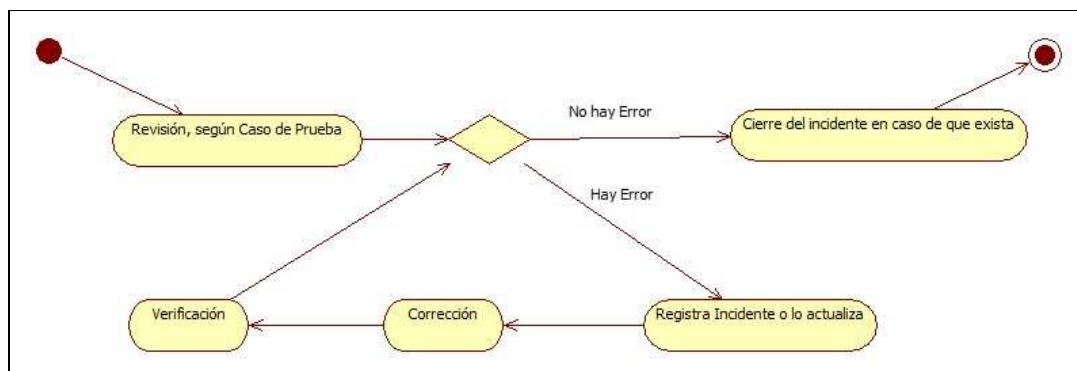 Revisión, según Caso de Prueba
No hay Error
Cierre del incidente en caso de que exista
Hay Error
Verificación
Corrección
Registra Incidente o lo actualiza